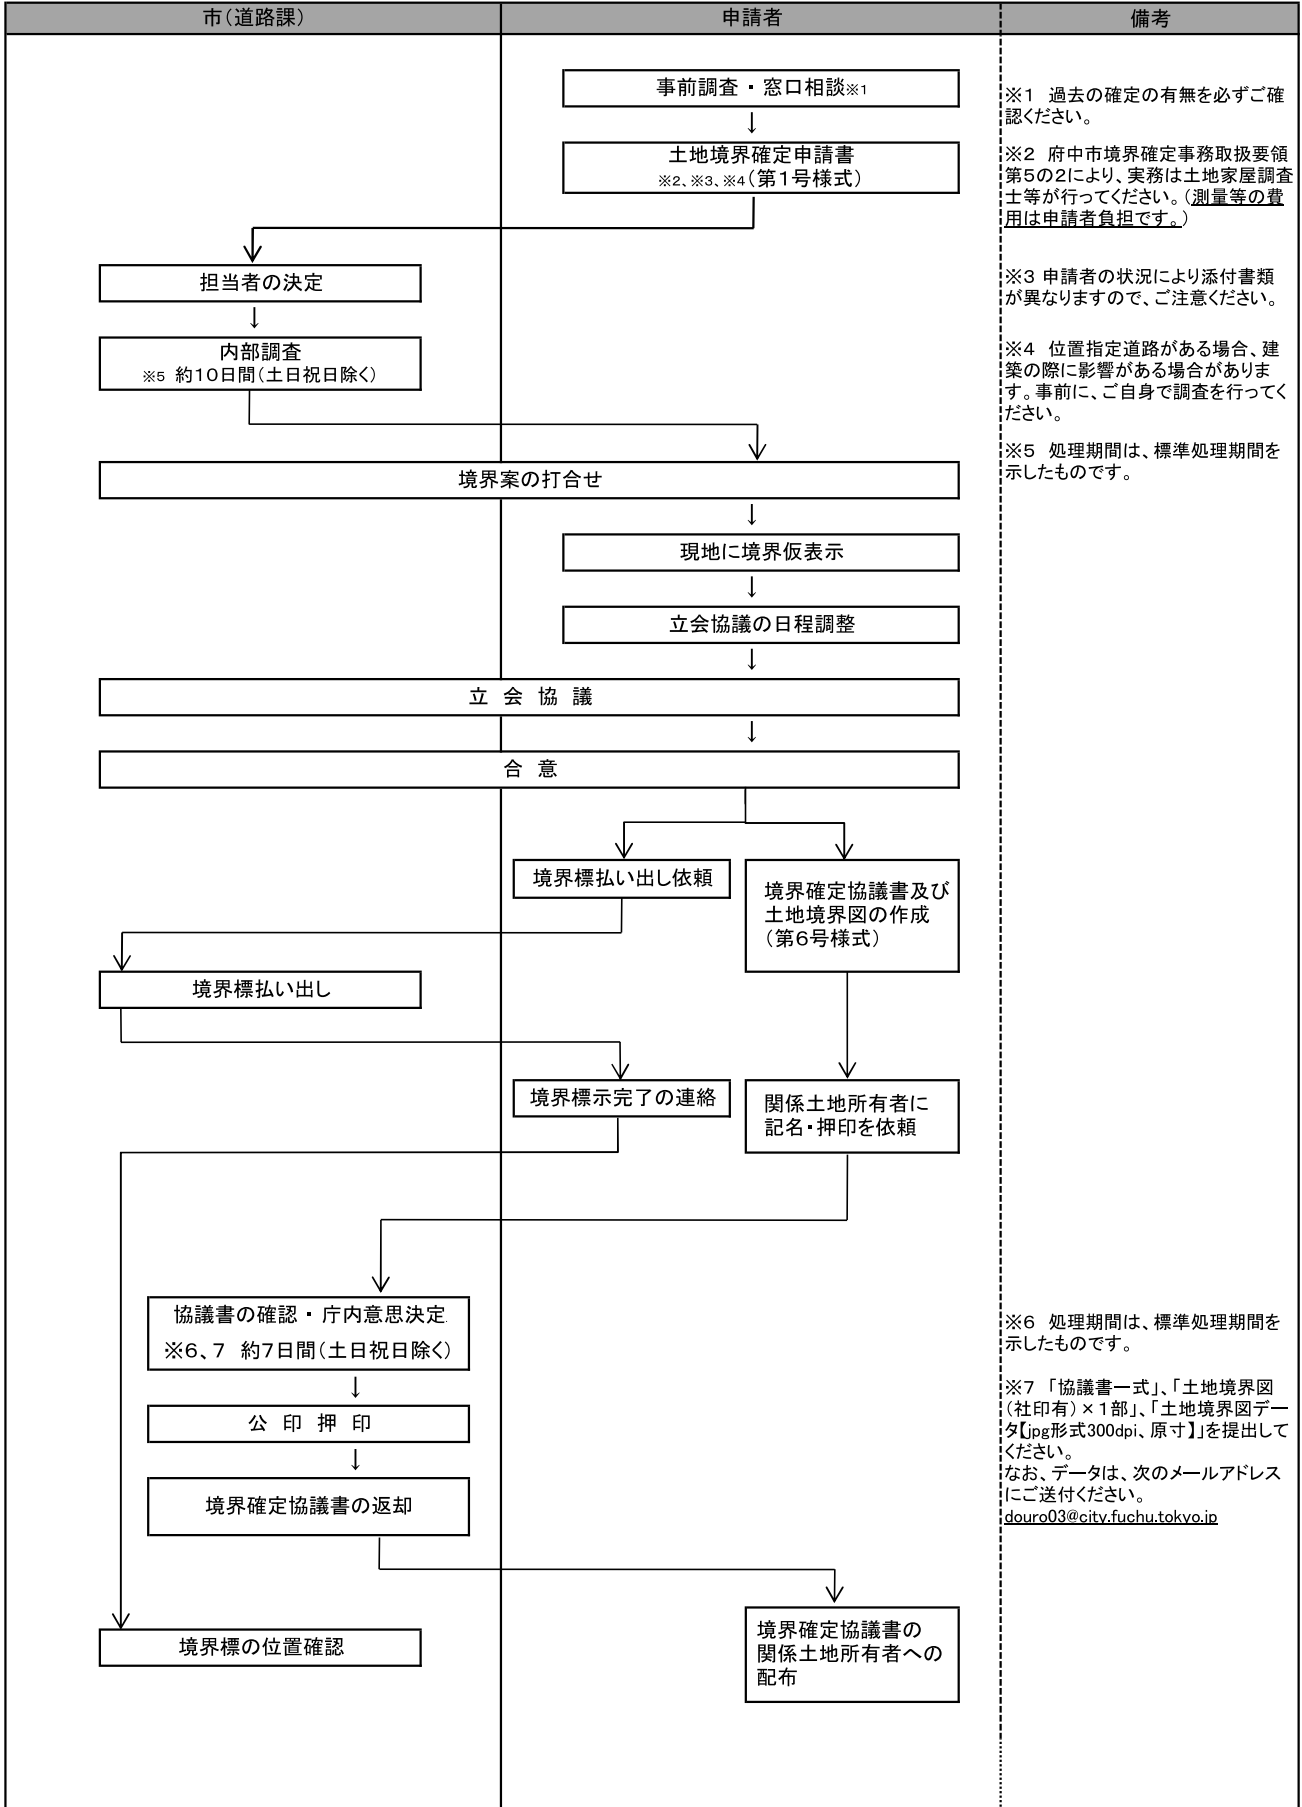 市（道路課）
申請者
備考
事前調査・窓口相談※1
↓
土地境界確定申請書
※2、※3、※4（第１号様式）
担当者の決定
↓
内部調査
※5 約１０日間（土日祝日除く）
境界案の打合せ
↓
現地に境界仮表示
↓
立会協議の日程調整
↓
立 会 協 議
↓
合 意
境界標払い出し依頼
境界確定協議書及び
土地境界図の作成
（第６号様式）
境界標払い出し
境界標示完了の連絡
関係土地所有者に
記名・押印を依頼
協議書の確認・庁内意思決定
※６、７ 約７日間（土日祝日除く）
↓
公 印 押 印
↓
境界確定協議書の返却
境界標の位置確認
境界確定協議書の
関係土地所有者への
配布
※１ 過去の確定の有無を必ずご確
認ください。
※２ 府中市境界確定事務取扱要領
第５の２により、実務は土地家屋調査
士等が行ってください。（測量等の費
用は申請者負担です。）
※３ 申請者の状況により添付書類
が異なりますので、ご注意ください。
※４ 位置指定道路がある場合、建
築の際に影響がある場合がありま
す。事前に、ご自身で調査を行ってく
ださい。
※５ 処理期間は、標準処理期間を
示したものです。
※６ 処理期間は、標準処理期間を
示したものです。
※７ 「協議書一式」、「土地境界図
（社印有）×１部」、「土地境界図デー
タ【jpg形式300dpi、原寸】」を提出して
ください。
なお、データは、次のメールアドレス
にご送付ください。
douro03@city.fuchu.tokyo.jp